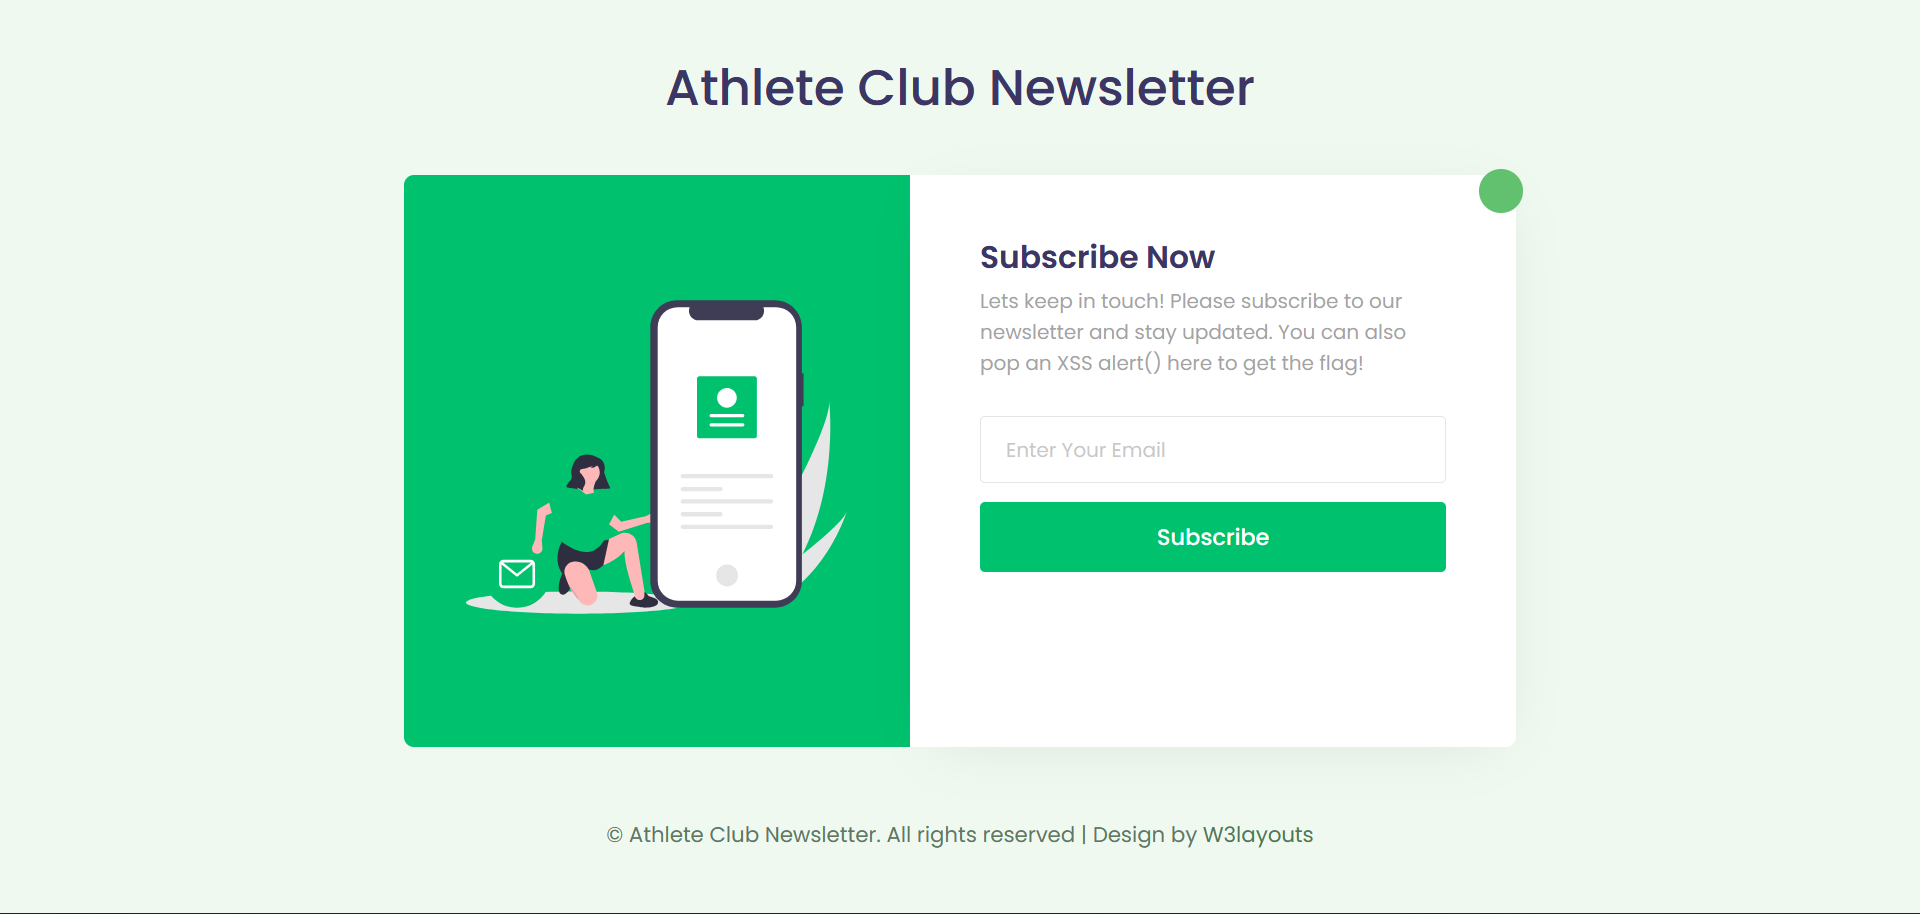 Athlete Club Newsletter
Subscribe Now
Lets keep in touch! Please subscribe to our
newsletter and stay updated. You can also
pop an XSS alert() here to get the flag!
Enter Your Email
Subscribe
© Athlete Club Newsletter. All rights reserved | Design by W3layouts